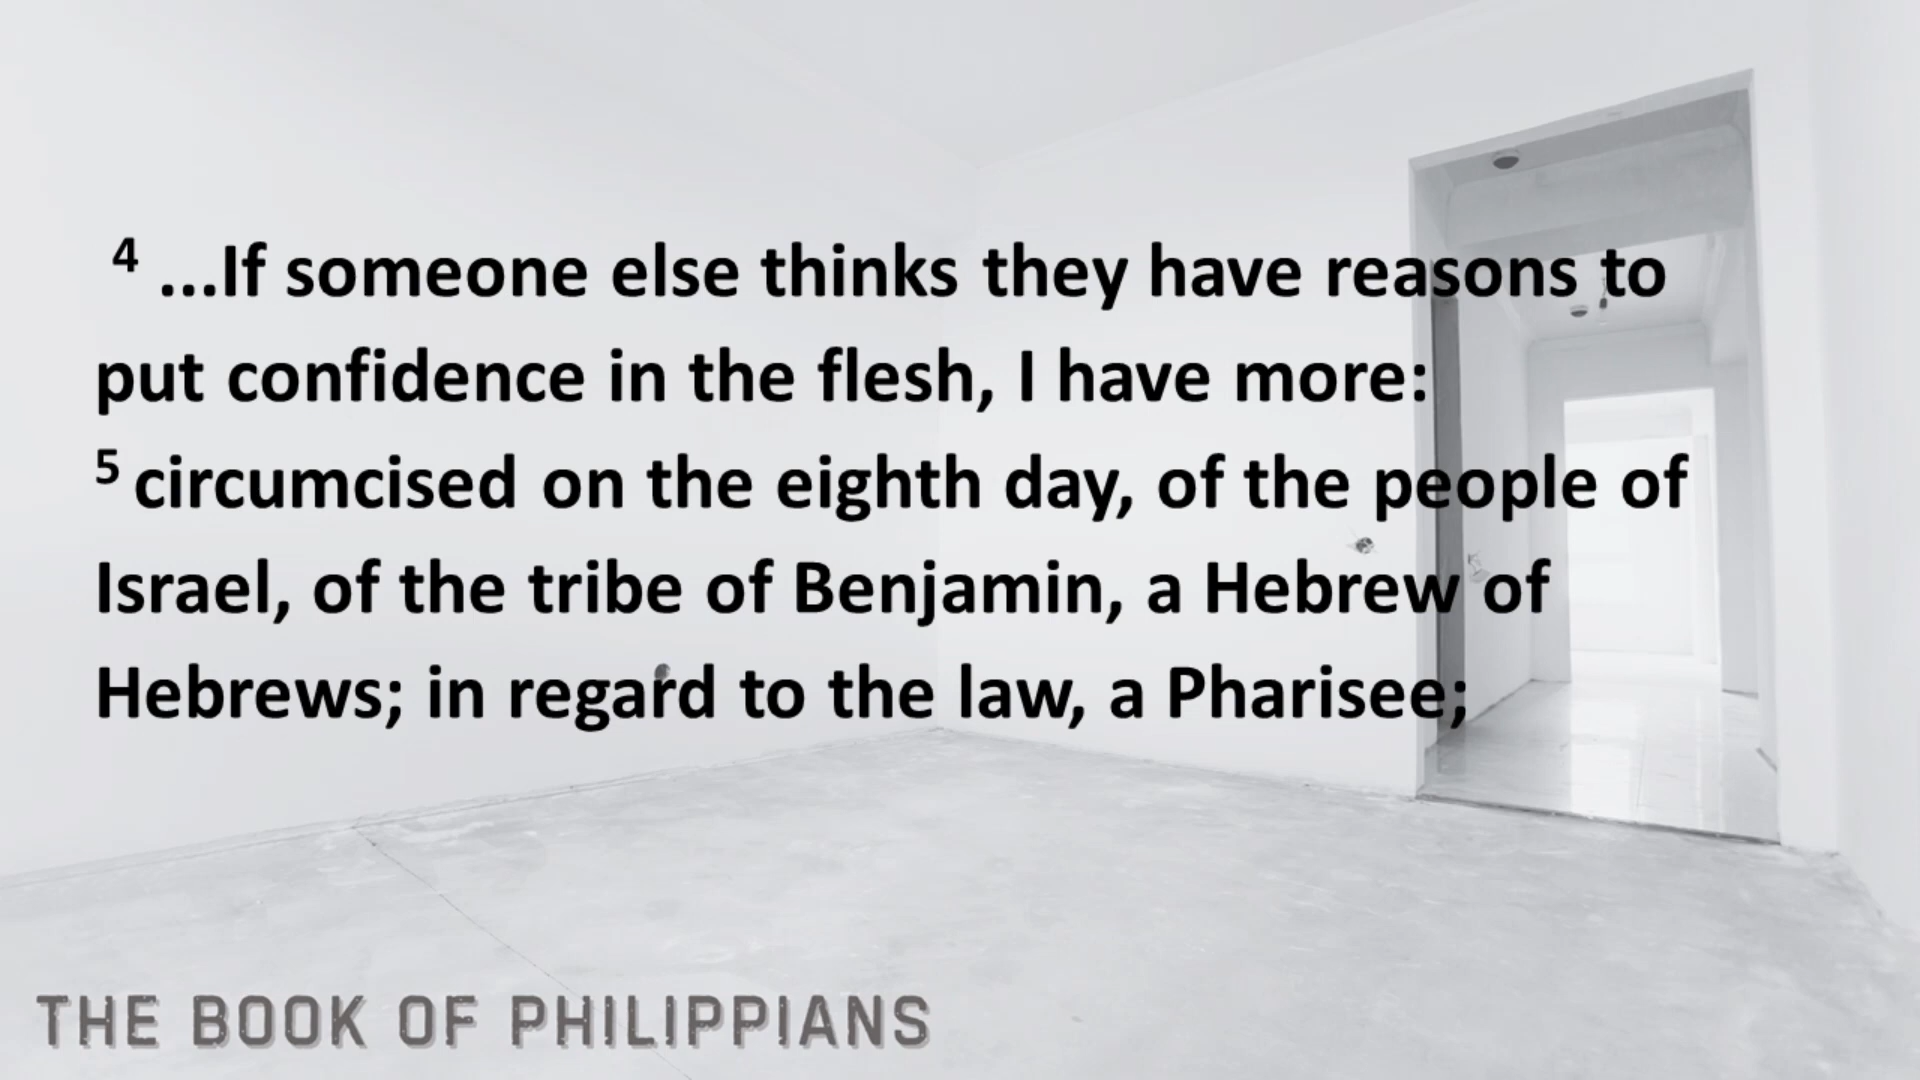 4 ...If someone else thinks they have reasons to
put confidence in the flesh, I have more:
5 circumcised on the eighth day, of the people of
Israel, of the tribe of Benjamin, a Hebrew of
Hebrews; in regard to the law, a Pharisee;
THE BOOK OF PHILIPPIANS